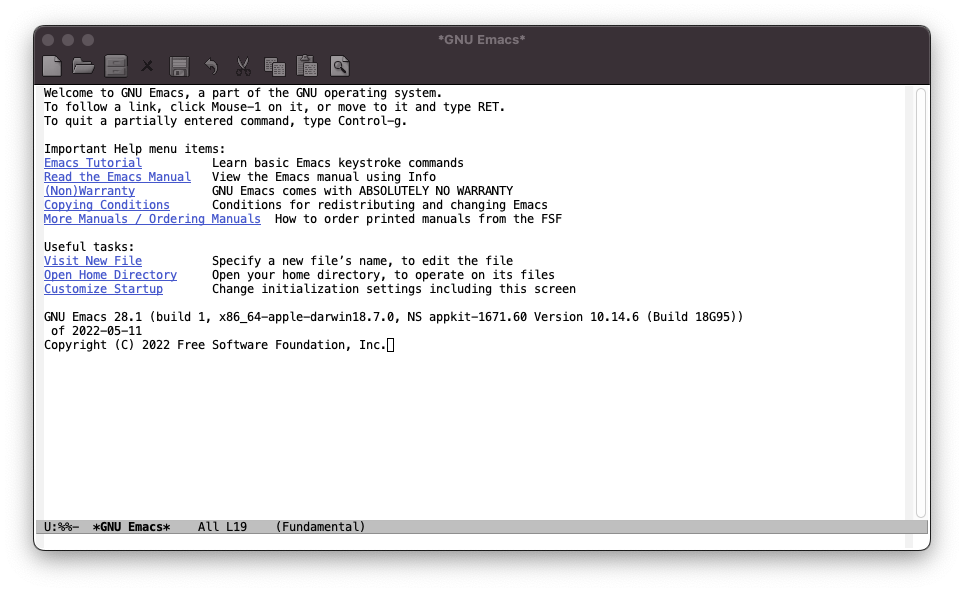 *GNU Emacs*
Welcome to GNU Emacs, a part of the GNU operating system.
To follow a link, click Mouse-1 on it, or move to it and type RET.
To quit a partially entered command, type Control-g.
Important Help menu items:
Emacs Tutorial Learn basic Emacs keystroke commands
Read the Emacs Manual View the Emacs manual using Info
(Non)Warranty GNU Emacs comes with ABSOLUTELY NO WARRANTY
Copying Conditions Conditions for redistributing and changing Emacs
More Manuals / Ordering Manuals How to order printed manuals from the FSF
Useful tasks:
Visit New File Specify a new file’s name, to edit the file
Open Home Directory Open your home directory, to operate on its files
Customize Startup Change initialization settings including this screen
GNU Emacs 28.1 (build 1, x86_64-apple-darwin18.7.0, NS appkit-1671.60 Version 10.14.6 (Build 18G95))
of 2022-05-11
Copyright (C) 2022 Free Software Foundation, Inc.
U:%%- *GNU Emacs* All L19 (Fundamental)